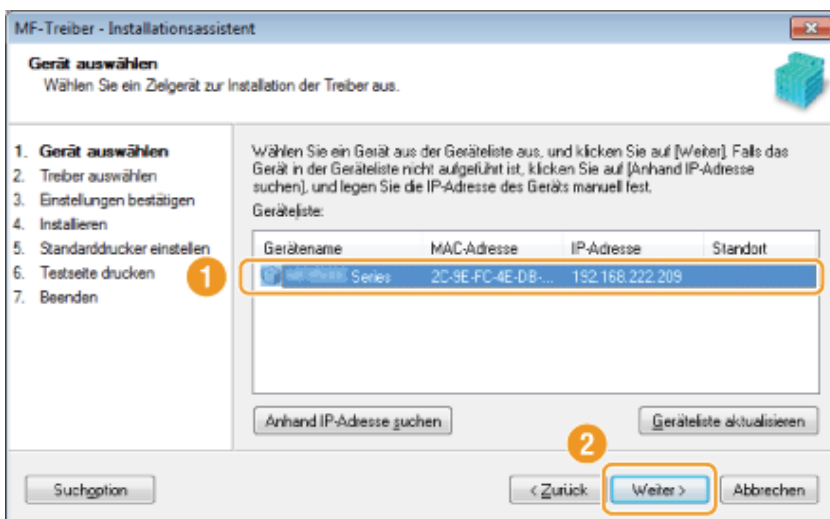 MF-Treiber - Installationsassistent
Gerät auswählen
Wählen Sie ein Zielgerät zur Installation der Treiber aus.
1. Gerät auswählen
2. Treiber auswählen
3. Einstellungen bestätigen
4. Installieren
5. Standarddrucker einstellen
6. Testseite drucken
7. Beenden
Wählen Sie ein Gerät aus der Geräteliste aus, und klicken Sie auf [Weiter]. Falls das
Gerät in der Geräteliste nicht aufgeführt ist, klicken Sie auf [Anhand IP-Adresse
suchen], und legen Sie die IP-Adresse des Geräts manuell fest.
Geräteliste:
Gerätename MAC-Adresse IP-Adresse Standort
1
Series 2C-9E-FC-4E-DB-... 192.168.222.209
Anhand IP-Adresse suchen Geräteliste aktualisieren
2
Suchoption < Zurück Weiter > Abbrechen